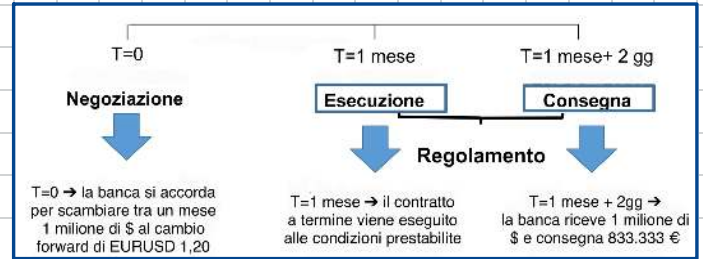 T=0
T=1 mese
T=1 mese+ 2 gg
Negoziazione
Esecuzione
Consegna
Regolamento
T=0 ➔ la banca si accorda
per scambiare tra un mese
1 milione di $ al cambio
forward di EURUSD 1,20
T=1 mese ➔ il contratto
a termine viene eseguito
alle condizioni prestabilite
T=1 mese + 2gg ➔
la banca riceve 1 milione di
$ e consegna 833.333 €